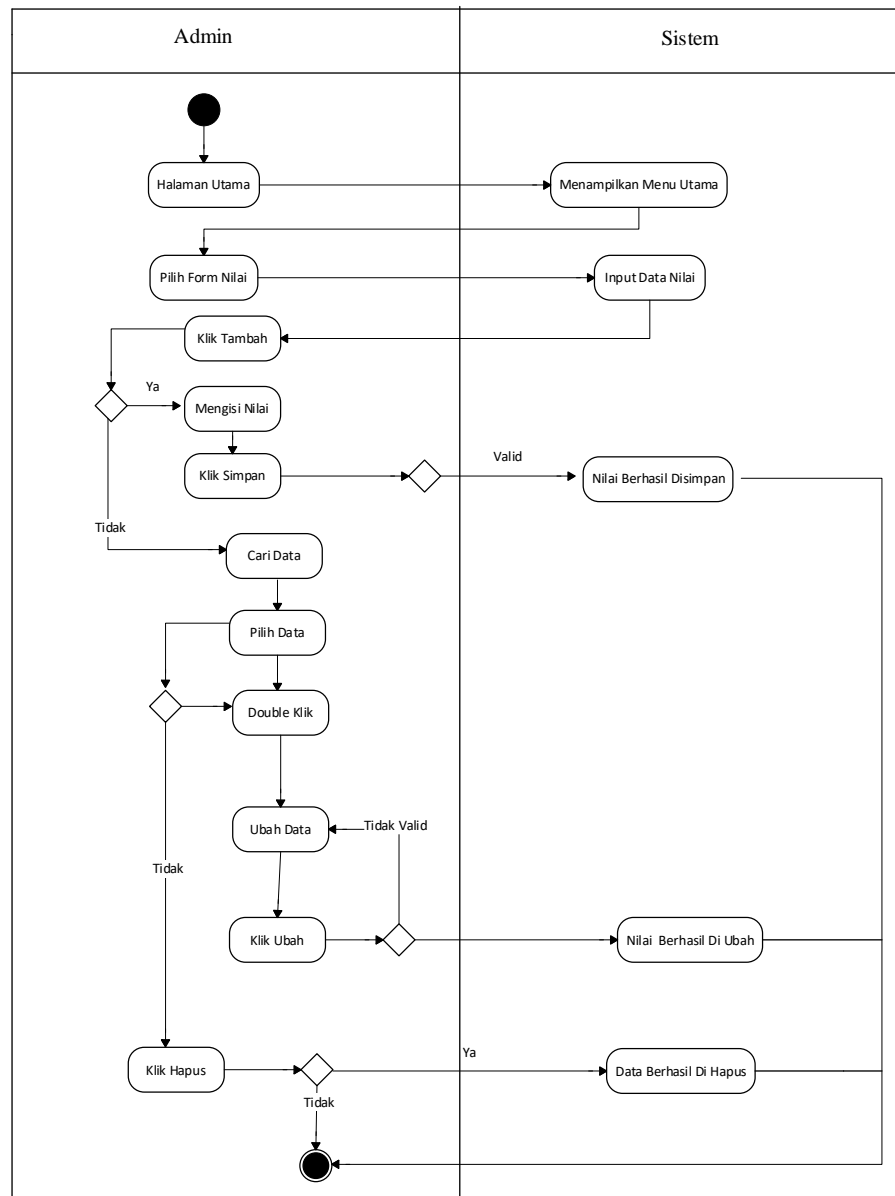 Admin
Sistem
Halaman Utama
Menampilkan Menu Utama
Pilih Form Nilai
Input Data Nilai
Klik Tambah
Ya
Mengisi Nilai
Klik Simpan
Valid
Nilai Berhasil Disimpan
Tidak
Cari Data
Pilih Data
Double Klik
Ubah Data
Tidak Valid
Tidak
Klik Ubah
Nilai Berhasil Di Ubah
Klik Hapus
Ya
Data Berhasil Di Hapus
Tidak